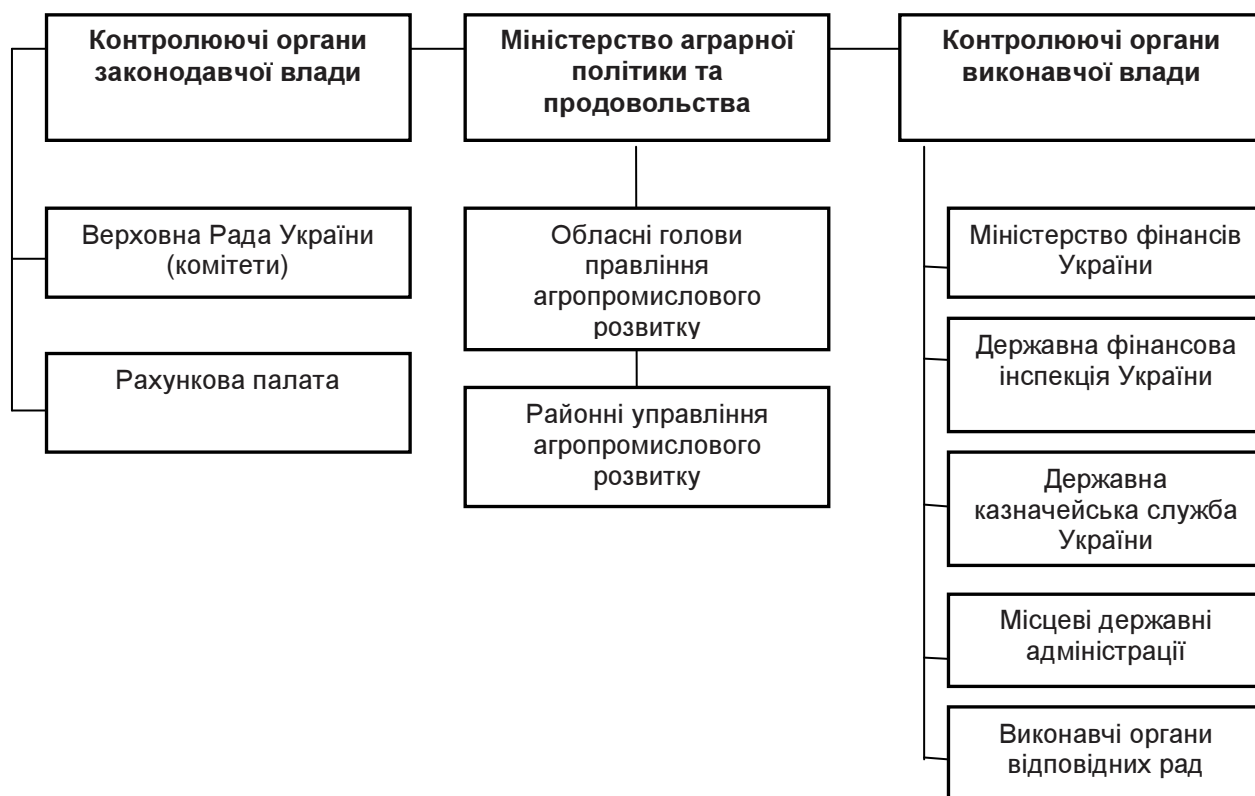 Контролюючі органи
законодавчої влади
Міністерство аграрної
політики та
продовольства
Контролюючі органи
виконавчої влади
Верховна Рада України
(комітети)
Рахункова палата
Обласні голови
правління
агропромислового
розвитку
Районні управління
агропромислового
розвитку
Міністерство фінансів
України
Державна фінансова
інспекція України
Державна
казначейська служба
України
Місцеві державні
адміністрації
Виконавчі органи
відповідних рад